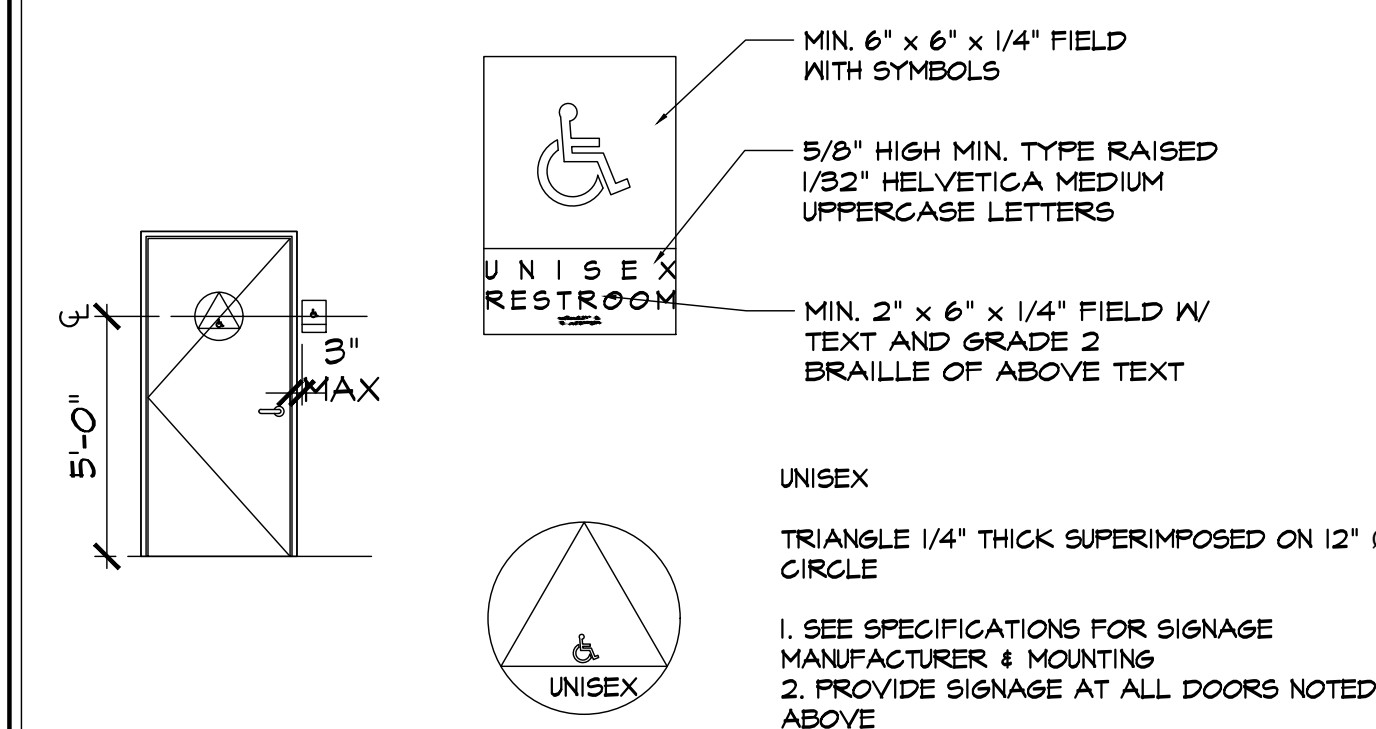 MIN. 6" x 6" x 1/4" FIELD
WITH SYMBOLS
5/8" HIGH MIN. TYPE RAISED
1/32" HELVETICA MEDIUM
UPPERCASE LETTERS
UNISEX
RESTROOM
MIN. 2" x 6" x 1/4" FIELD W/
TEXT AND GRADE 2
BRAILLE OF ABOVE TEXT
℄
3"
MAX
5'-0"
UNISEX
TRIANGLE 1/4" THICK SUPERIMPOSED ON 12"
CIRCLE
1. SEE SPECIFICATIONS FOR SIGNAGE
MANUFACTURER & MOUNTING
2. PROVIDE SIGNAGE AT ALL DOORS NOTED
ABOVE
UNISEX